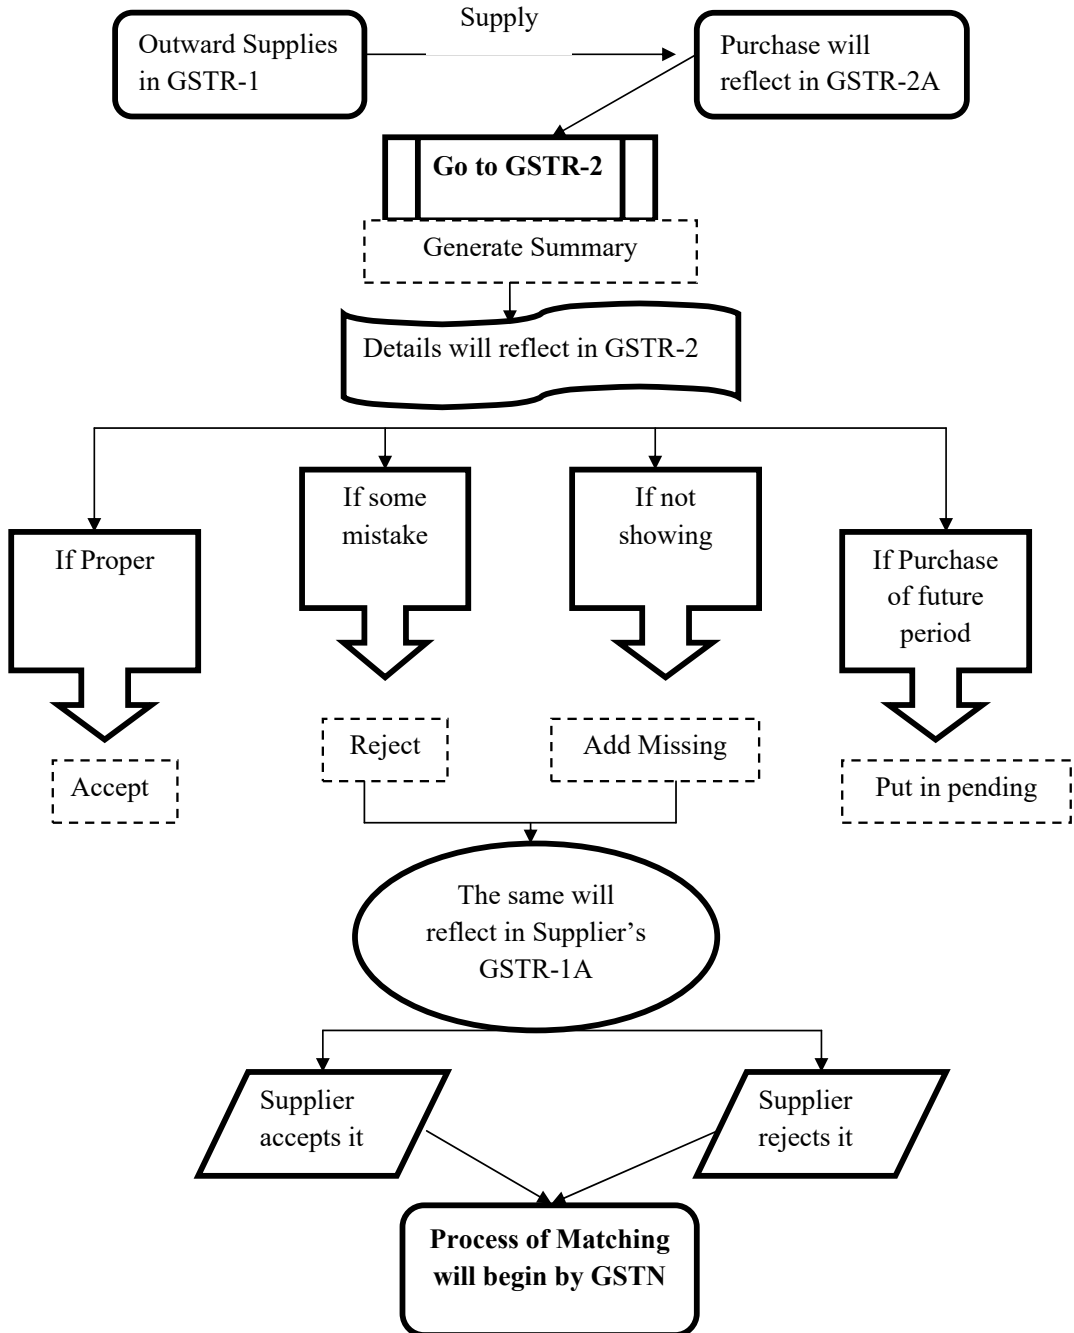 Supply
Outward Supplies
in GSTR-1
Purchase will
reflect in GSTR-2A
Go to GSTR-2
Generate Summary
Details will reflect in GSTR-2
If Proper
If some
mistake
If not
showing
If Purchase
of future
period
Accept
Reject
Add Missing
Put in pending
The same will
reflect in Supplier’s
GSTR-1A
Supplier
accepts it
Supplier
rejects it
Process of Matching
will begin by GSTN